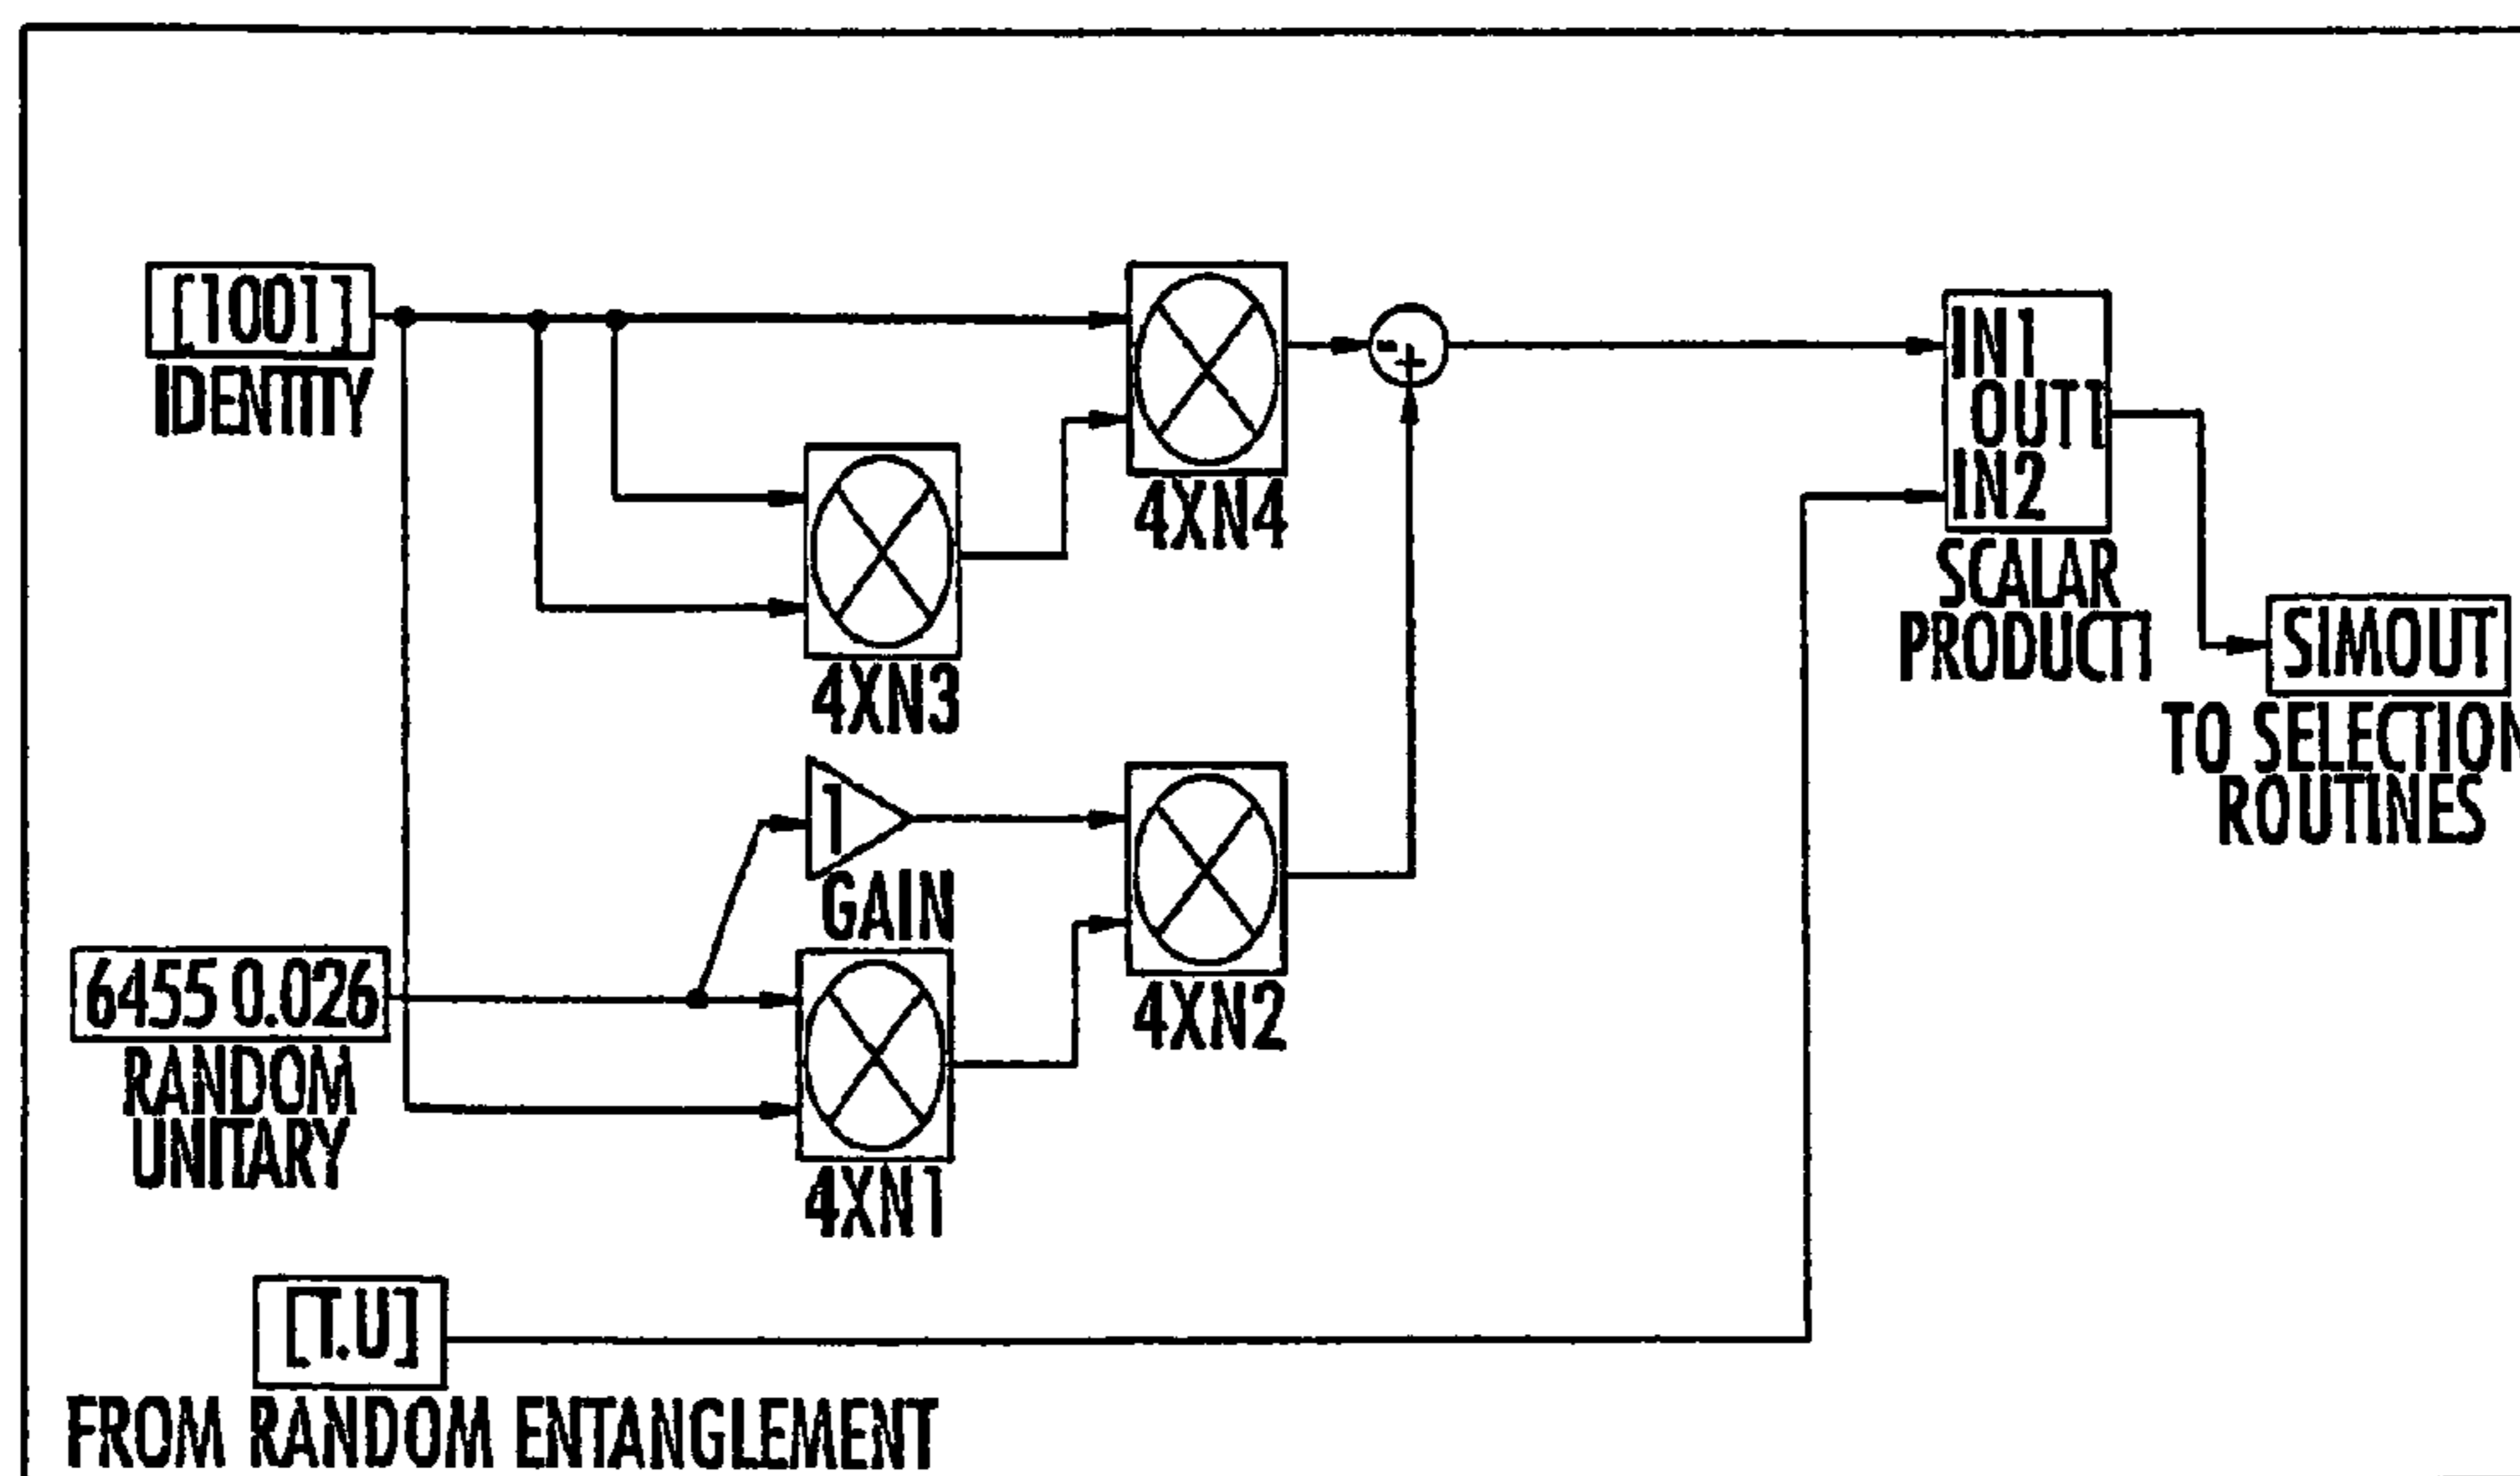 [1001]
IDENTITY
4XN4
- +
IN1
OUT1
IN2
SCALAR
PRODUCT1
4XN3
SIMOUT
TO SELECTION
ROUTINES
1
GAIN
4XN2
6455 0.026
RANDOM
UNITARY
4XN1
[T.U]
FROM RANDOM ENTANGLEMENT